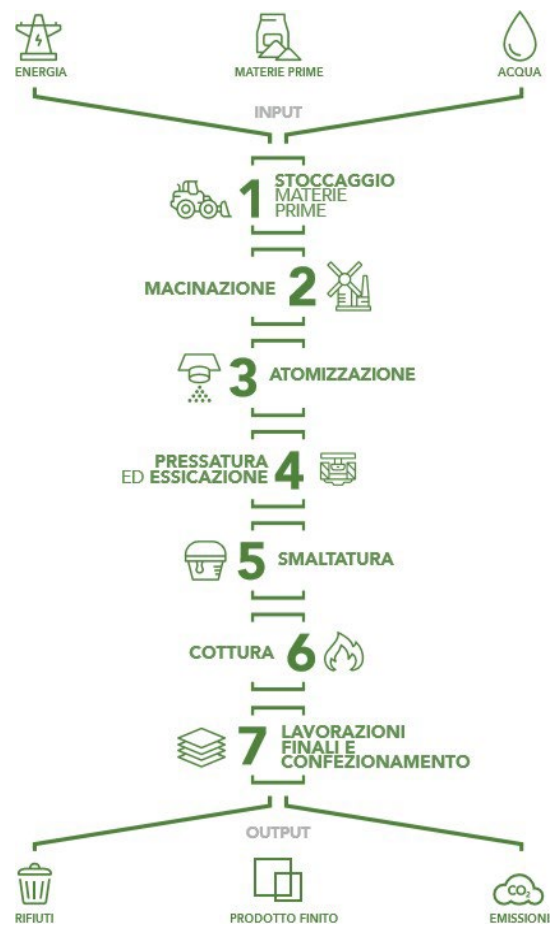 ENERGIA
MATERIE PRIME
ACQUA
INPUT
1
STOCCAGGIO
MATERIE
PRIME
MACINAZIONE 2
3 ATOMIZZAZIONE
PRESSATURA
ED ESSICAZIONE
4
5 SMALTATURA
COTTURA 6
7
LAVORAZIONI
FINALI E
CONFEZIONAMENTO
OUTPUT
RIFIUTI
PRODOTTO FINITO
CO2
EMISSIONI